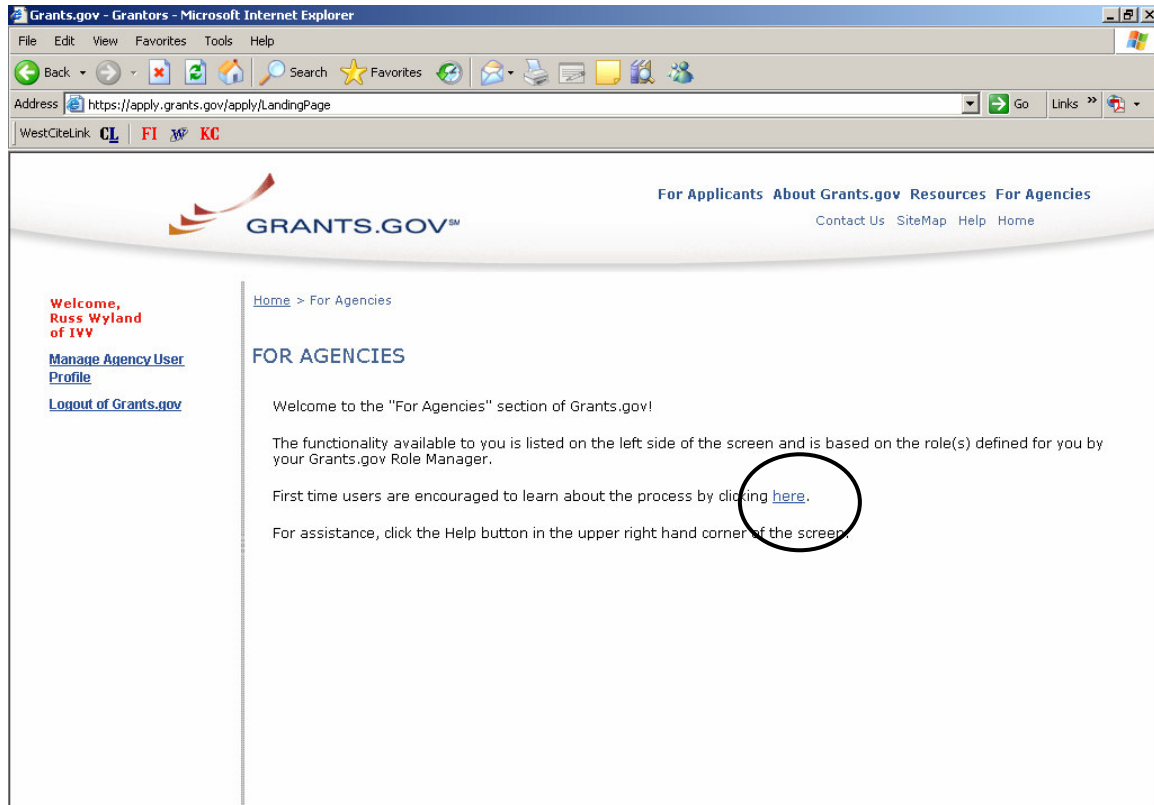 Grants.gov - Grantors - Microsoft Internet Explorer
File Edit View Favorites Tools Help
Back Search Favorites
Address https://apply.grants.gov/apply/LandingPage Go Links »
WestCiteLink CL FI KC
For Applicants About Grants.gov Resources For Agencies
GRANTS.GOV℠
Contact Us SiteMap Help Home
Welcome,
Russ Wyland
of IVV
Manage Agency User
Profile
Logout of Grants.gov
Home > For Agencies
FOR AGENCIES
Welcome to the "For Agencies" section of Grants.gov!
The functionality available to you is listed on the left side of the screen and is based on the role(s) defined for you by
your Grants.gov Role Manager.
First time users are encouraged to learn about the process by clicking here.
For assistance, click the Help button in the upper right hand corner of the screen.